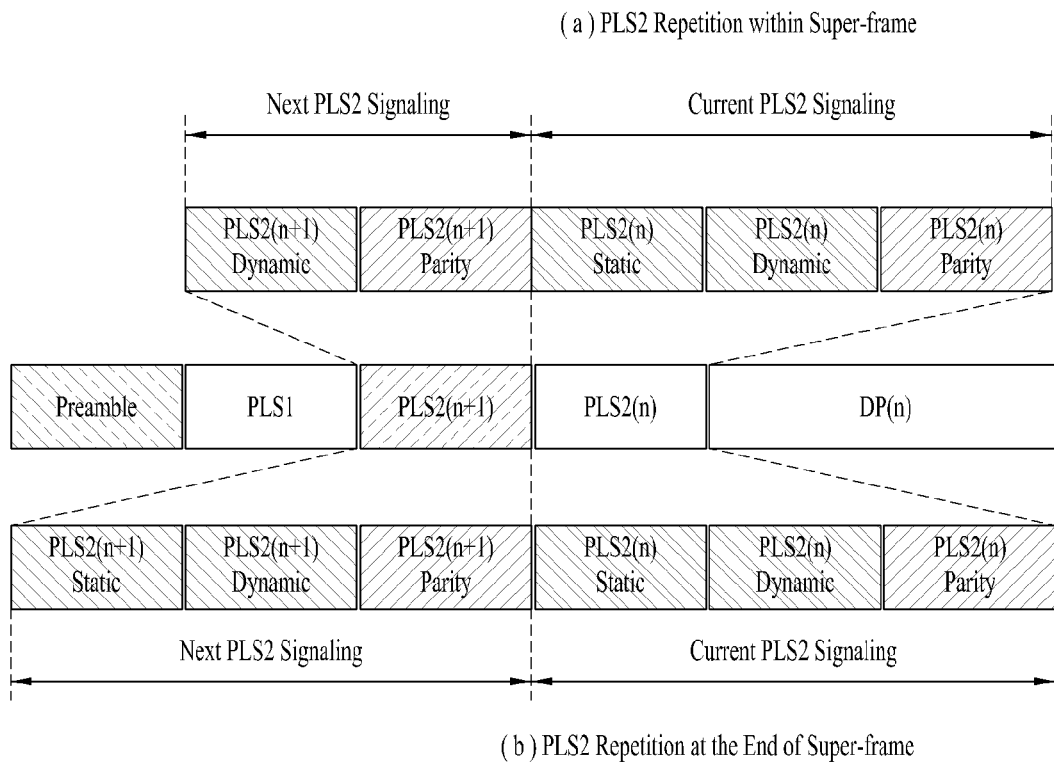 ( a ) PLS2 Repetition within Super-frame
Next PLS2 Signaling
Current PLS2 Signaling
PLS2(n+1)
Dynamic
PLS2(n+1)
Parity
PLS2(n)
Static
PLS2(n)
Dynamic
PLS2(n)
Parity
Preamble
PLS1
PLS2(n+1)
PLS2(n)
DP(n)
PLS2(n+1)
Static
PLS2(n+1)
Dynamic
PLS2(n+1)
Parity
PLS2(n)
Static
PLS2(n)
Dynamic
PLS2(n)
Parity
Next PLS2 Signaling
Current PLS2 Signaling
( b ) PLS2 Repetition at the End of Super-frame